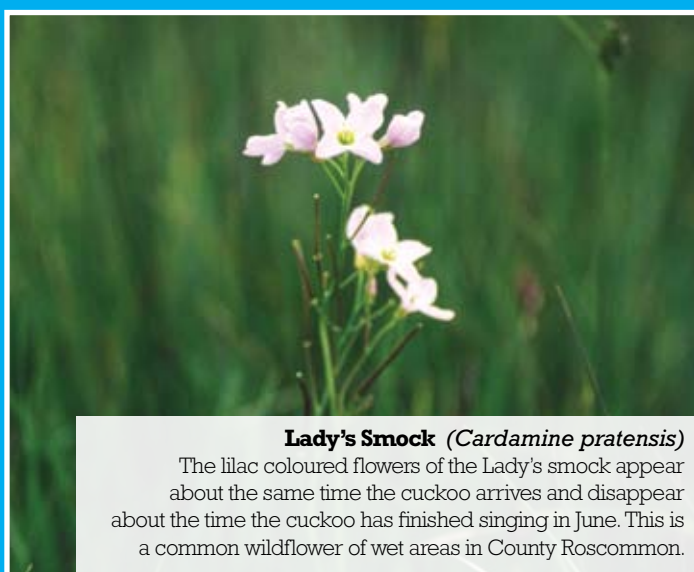 Lady's Smock (Cardamine pratensis)
The lilac coloured flowers of the Lady's smock appear
about the same time the cuckoo arrives and disappear
about the time the cuckoo has finished singing in June. This is
a common wildflower of wet areas in County Roscommon.